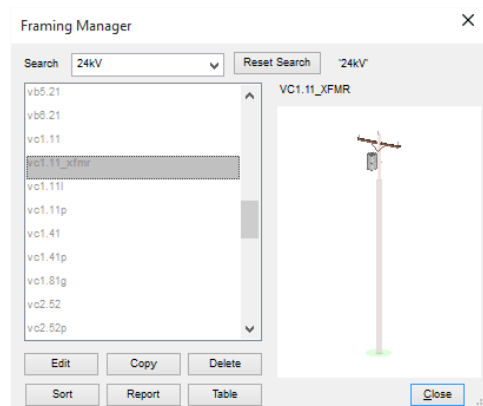 Framing Manager
Search 24kV Reset Search '24kV'
vb5.21
vb6.21
vc1.11
vc1.11_xfmr
vc1.11l
vc1.11p
vc1.41
vc1.41p
vc1.81g
vc2.52
vc2.52p
VC1.11_XFMR
Edit Copy Delete
Sort Report Table
Close